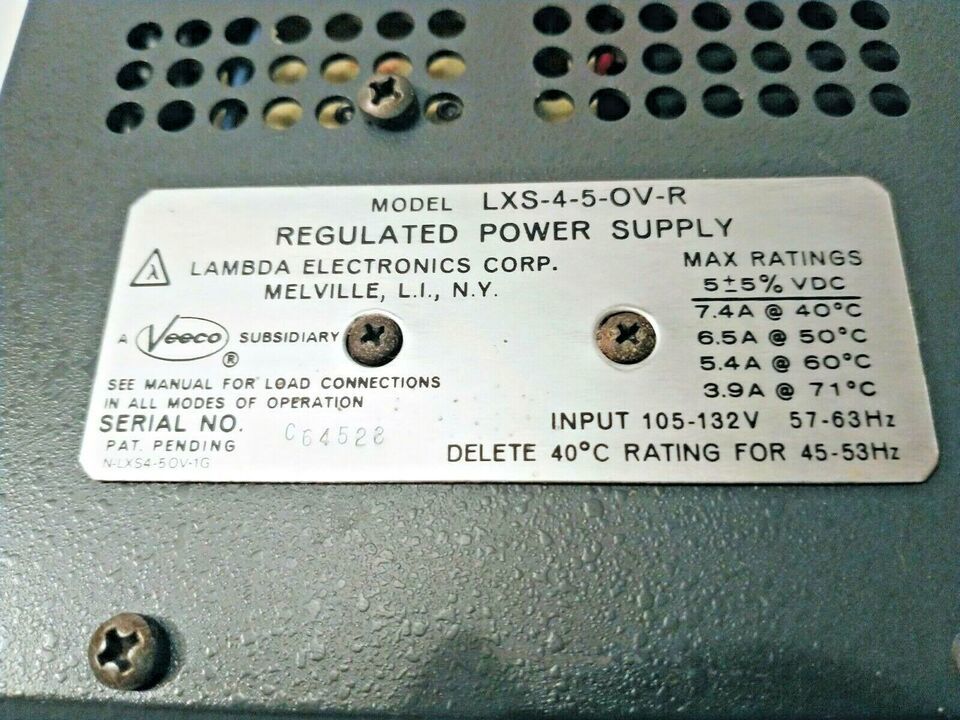 MODEL LXS-4-5-OV-R
REGULATED POWER SUPPLY
λ LAMBDA ELECTRONICS CORP.
MELVILLE, L.I., N.Y.
A Veeco ® SUBSIDIARY
SEE MANUAL FOR LOAD CONNECTIONS
IN ALL MODES OF OPERATION
SERIAL NO. C64528
PAT. PENDING
N-LXS4-5OV-1G
MAX RATINGS
5±5% VDC
7.4A @ 40°C
6.5A @ 50°C
5.4A @ 60°C
3.9A @ 71°C
INPUT 105-132V 57-63Hz
DELETE 40°C RATING FOR 45-53Hz